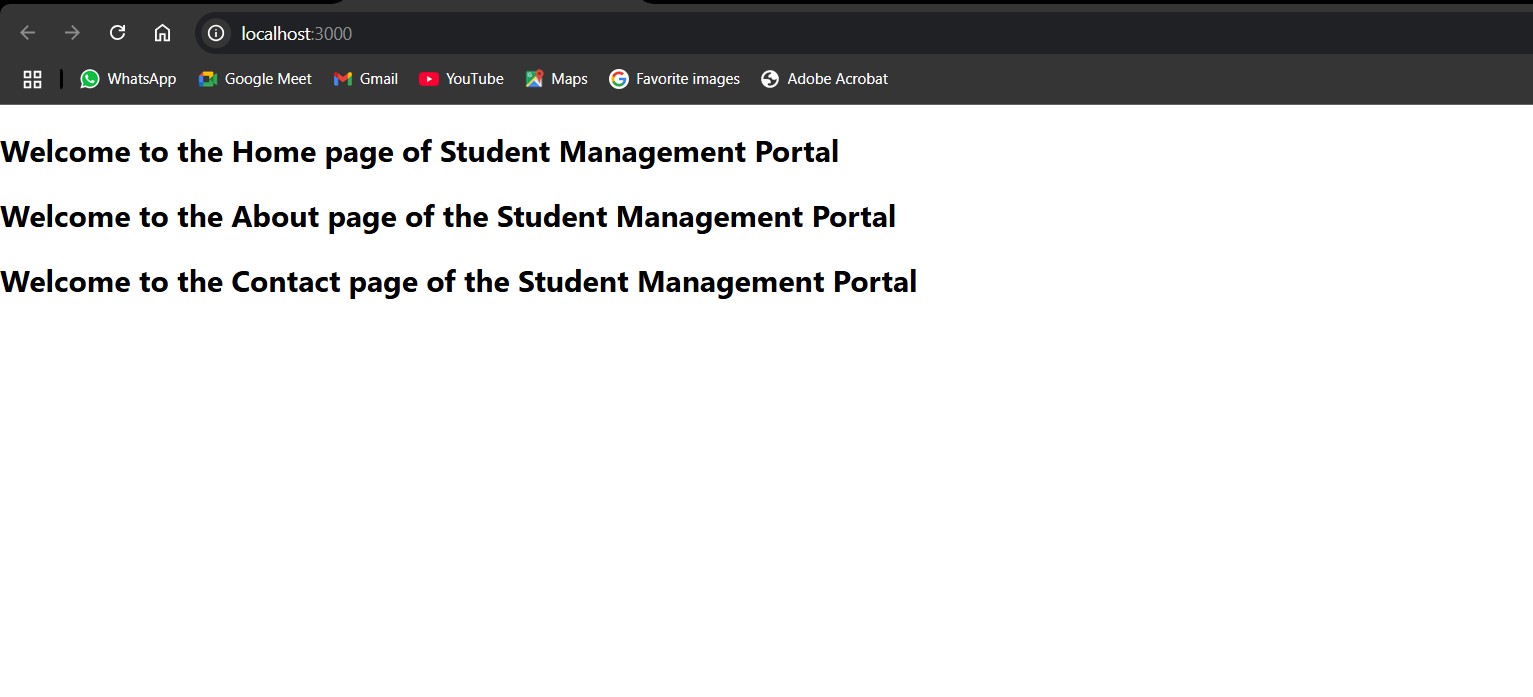 localhost:3000
WhatsApp Google Meet Gmail YouTube Maps Favorite images Adobe Acrobat
Welcome to the Home page of Student Management Portal
Welcome to the About page of the Student Management Portal
Welcome to the Contact page of the Student Management Portal